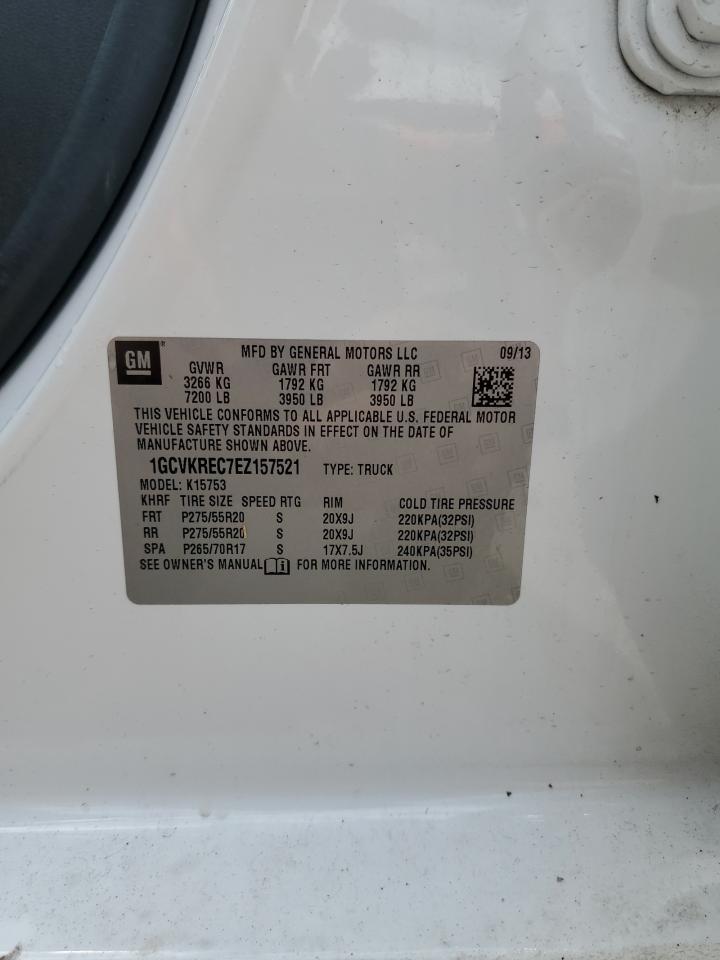 GM ® MFD BY GENERAL MOTORS LLC 09/13
GVWR GAWR FRT GAWR RR
3266 KG 1792 KG 1792 KG
7200 LB 3950 LB 3950 LB
THIS VEHICLE CONFORMS TO ALL APPLICABLE U.S. FEDERAL MOTOR
VEHICLE SAFETY STANDARDS IN EFFECT ON THE DATE OF
MANUFACTURE SHOWN ABOVE.
1GCVKREC7EZ157521 TYPE: TRUCK
MODEL: K15753
KHRF TIRE SIZE SPEED RTG RIM COLD TIRE PRESSURE
FRT P275/55R20 S 20X9J 220KPA(32PSI)
RR P275/55R20 S 20X9J 220KPA(32PSI)
SPA P265/70R17 S 17X7.5J 240KPA(35PSI)
SEE OWNER'S MANUAL i FOR MORE INFORMATION.